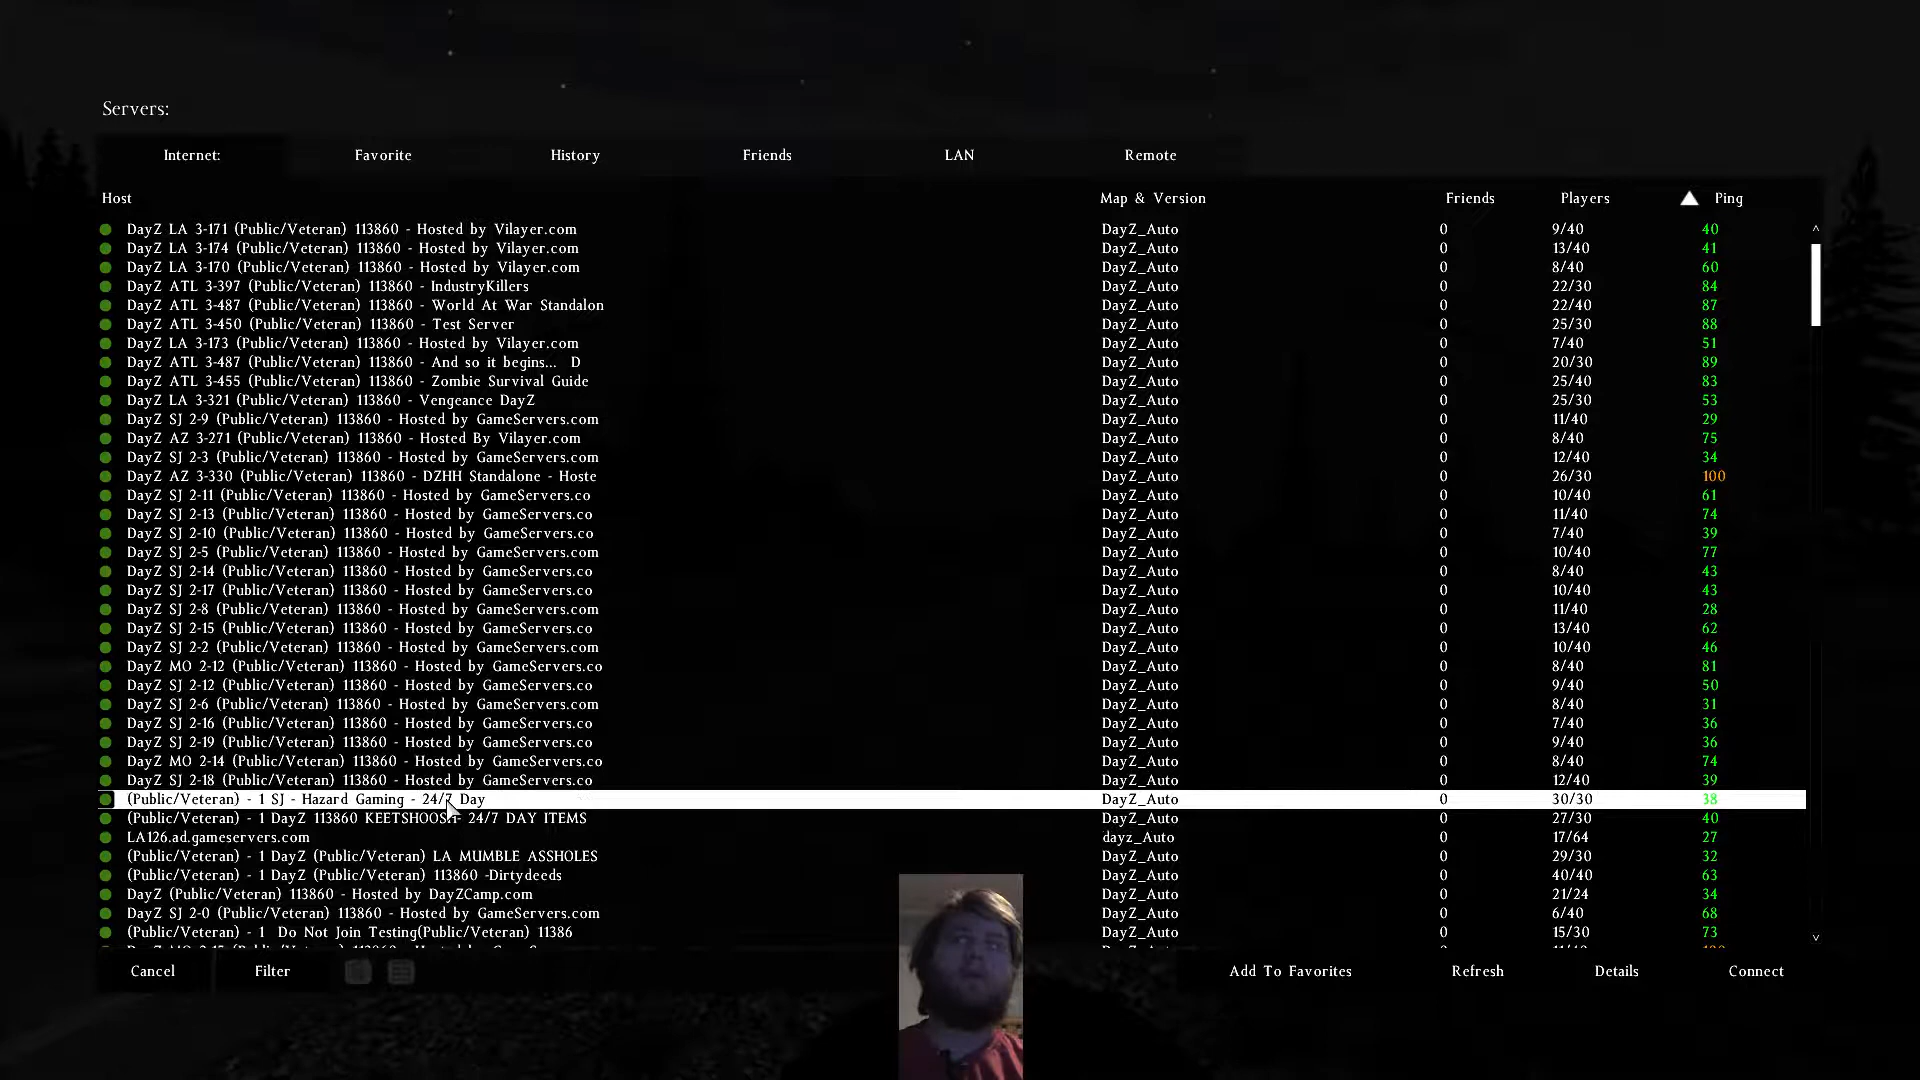 Servers:
Internet: Favorite History Friends LAN Remote
Host Map & Version Friends Players Ping
DayZ LA 3-171 (Public/Veteran) 113860 - Hosted by Vilayer.com DayZ_Auto 0 9/40 40
DayZ LA 3-174 (Public/Veteran) 113860 - Hosted by Vilayer.com DayZ_Auto 0 13/40 41
DayZ LA 3-170 (Public/Veteran) 113860 - Hosted by Vilayer.com DayZ_Auto 0 8/40 60
DayZ ATL 3-397 (Public/Veteran) 113860 - IndustryKillers DayZ_Auto 0 22/30 84
DayZ ATL 3-487 (Public/Veteran) 113860 - World At War Standalon DayZ_Auto 0 22/40 87
DayZ ATL 3-450 (Public/Veteran) 113860 - Test Server DayZ_Auto 0 25/30 88
DayZ LA 3-173 (Public/Veteran) 113860 - Hosted by Vilayer.com DayZ_Auto 0 7/40 51
DayZ ATL 3-487 (Public/Veteran) 113860 - And so it begins... D DayZ_Auto 0 20/30 89
DayZ ATL 3-455 (Public/Veteran) 113860 - Zombie Survival Guide DayZ_Auto 0 25/40 83
DayZ LA 3-321 (Public/Veteran) 113860 - Vengeance DayZ DayZ_Auto 0 25/30 53
DayZ SJ 2-9 (Public/Veteran) 113860 - Hosted by GameServers.com DayZ_Auto 0 11/40 29
DayZ AZ 3-271 (Public/Veteran) 113860 - Hosted By Vilayer.com DayZ_Auto 0 8/40 75
DayZ SJ 2-3 (Public/Veteran) 113860 - Hosted by GameServers.com DayZ_Auto 0 12/40 34
DayZ AZ 3-330 (Public/Veteran) 113860 - DZHH Standalone - Hoste DayZ_Auto 0 26/30 100
DayZ SJ 2-11 (Public/Veteran) 113860 - Hosted by GameServers.co DayZ_Auto 0 10/40 61
DayZ SJ 2-13 (Public/Veteran) 113860 - Hosted by GameServers.co DayZ_Auto 0 11/40 74
DayZ SJ 2-10 (Public/Veteran) 113860 - Hosted by GameServers.co DayZ_Auto 0 7/40 39
DayZ SJ 2-5 (Public/Veteran) 113860 - Hosted by GameServers.com DayZ_Auto 0 10/40 77
DayZ SJ 2-14 (Public/Veteran) 113860 - Hosted by GameServers.co DayZ_Auto 0 8/40 43
DayZ SJ 2-17 (Public/Veteran) 113860 - Hosted by GameServers.co DayZ_Auto 0 10/40 43
DayZ SJ 2-8 (Public/Veteran) 113860 - Hosted by GameServers.com DayZ_Auto 0 11/40 28
DayZ SJ 2-15 (Public/Veteran) 113860 - Hosted by GameServers.co DayZ_Auto 0 13/40 62
DayZ SJ 2-2 (Public/Veteran) 113860 - Hosted by GameServers.com DayZ_Auto 0 10/40 46
DayZ MO 2-12 (Public/Veteran) 113860 - Hosted by GameServers.co DayZ_Auto 0 8/40 81
DayZ SJ 2-12 (Public/Veteran) 113860 - Hosted by GameServers.co DayZ_Auto 0 9/40 50
DayZ SJ 2-6 (Public/Veteran) 113860 - Hosted by GameServers.com DayZ_Auto 0 8/40 31
DayZ SJ 2-16 (Public/Veteran) 113860 - Hosted by GameServers.co DayZ_Auto 0 7/40 36
DayZ SJ 2-19 (Public/Veteran) 113860 - Hosted by GameServers.co DayZ_Auto 0 9/40 36
DayZ MO 2-14 (Public/Veteran) 113860 - Hosted by GameServers.co DayZ_Auto 0 8/40 74
DayZ SJ 2-18 (Public/Veteran) 113860 - Hosted by GameServers.co DayZ_Auto 0 12/40 39
(Public/Veteran) - 1 SJ - Hazard Gaming - 24/7 Day DayZ_Auto 0 30/30 38
(Public/Veteran) - 1 DayZ 113860 - 24/7 DAY ITEMS DayZ_Auto 0 27/30 40
LA126.ad.gameservers.com dayz_Auto 0 17/64 27
(Public/Veteran) - 1 DayZ (Public/Veteran) LA MUMBLE ASSHOLES DayZ_Auto 0 29/30 32
(Public/Veteran) - 1 DayZ (Public/Veteran) 113860 -Dirtydeeds DayZ_Auto 0 40/40 63
DayZ (Public/Veteran) 113860 - Hosted by DayZCamp.com DayZ_Auto 0 21/24 34
DayZ SJ 2-0 (Public/Veteran) 113860 - Hosted by GameServers.com DayZ_Auto 0 6/40 68
(Public/Veteran) - 1 Do Not Join Testing(Public/Veteran) 11386 DayZ_Auto 0 15/30 73
Cancel Filter Add To Favorites Refresh Details Connect